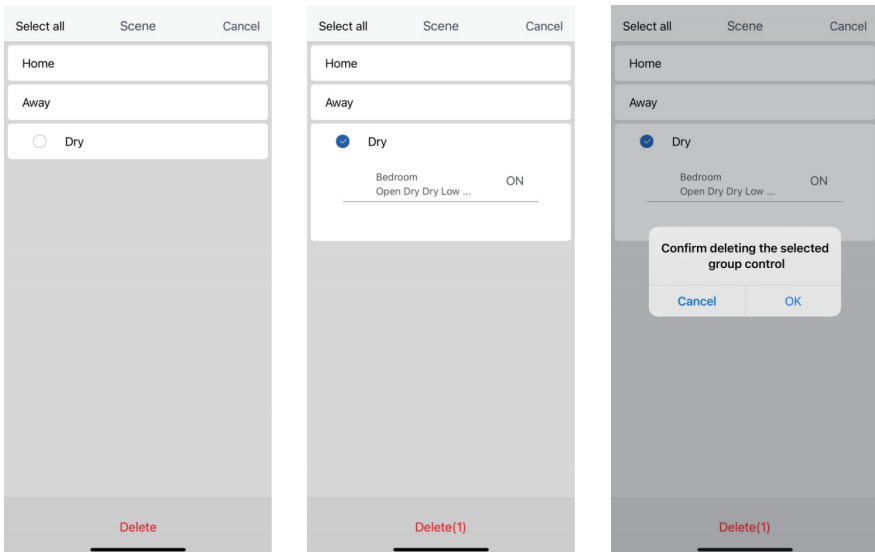 Select all Scene Cancel
Home
Away
Dry
Delete
Select all Scene Cancel
Home
Away
Dry
Bedroom
Open Dry Dry Low ...
ON
Delete(1)
Select all Scene Cancel
Home
Away
Dry
Bedroom
Open Dry Dry Low ...
ON
Confirm deleting the selected
group control
Cancel OK
Delete(1)